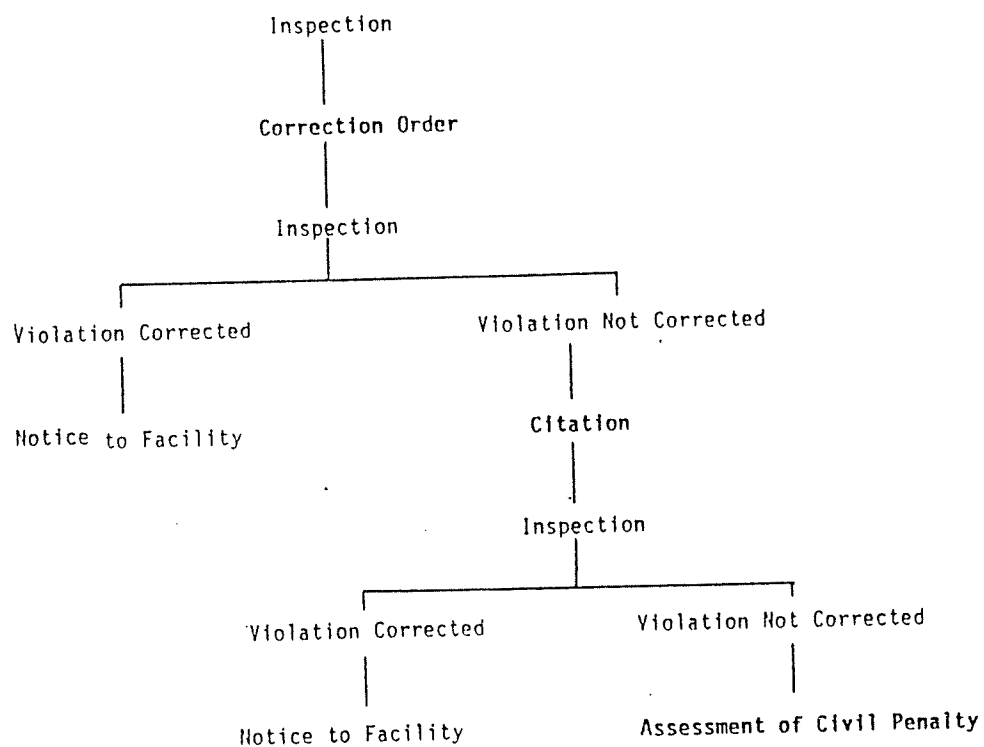 Inspection
Correction Order
Inspection
Violation Corrected
Violation Not Corrected
Notice to Facility
Citation
Inspection
Violation Corrected
Violation Not Corrected
Notice to Facility
Assessment of Civil Penalty